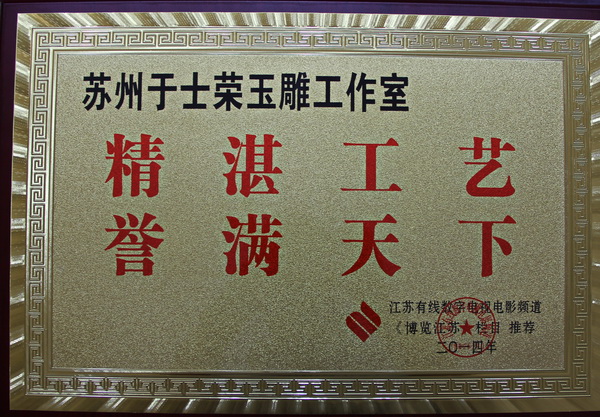 苏州于士荣玉雕工作室
精湛工艺
誉满天下
江苏有线数字电视电影频道
《博览江苏》栏目 推荐
二〇一四年